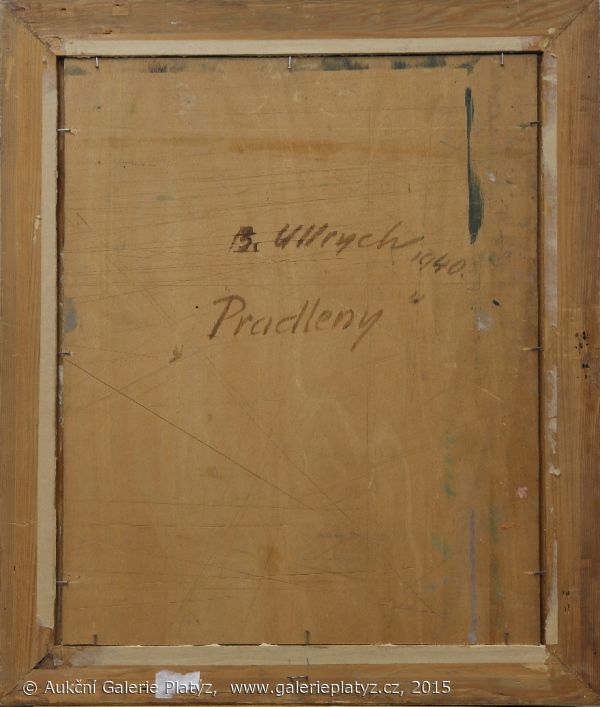 B. Ullrych 1940.
Pradleny
© Aukční Galerie Platýz, www.galerieplatyz.cz, 2015